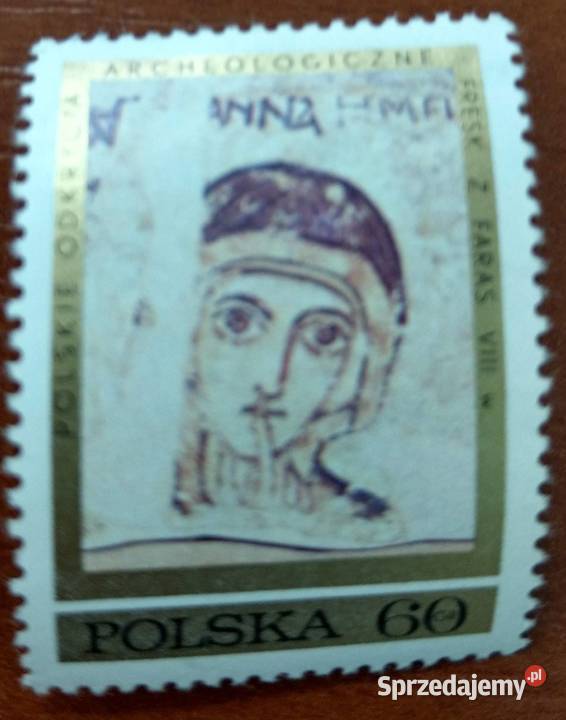 POLSKIE ODKRYCIA
ARCHEOLOGICZNE
FRESK Z FARAS VIII w
ANNA
POLSKA 60
Sprzedajemy.pl